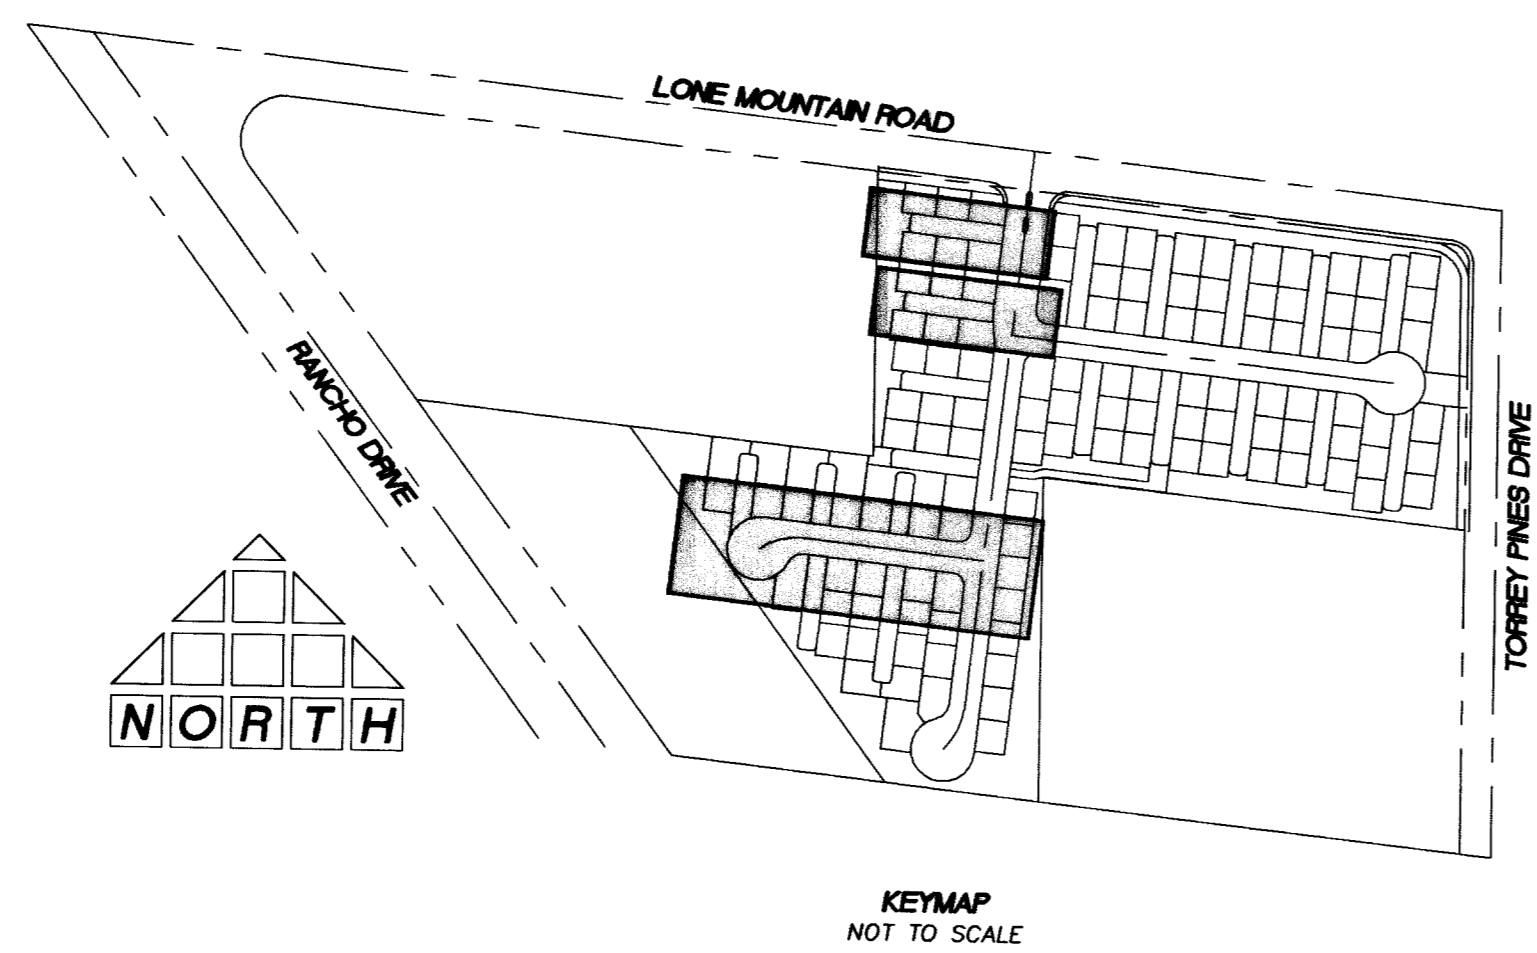 LONE MOUNTAIN ROAD
RANCHO DRIVE
TORREY PINES DRIVE
NORTH
KEYMAP
NOT TO SCALE